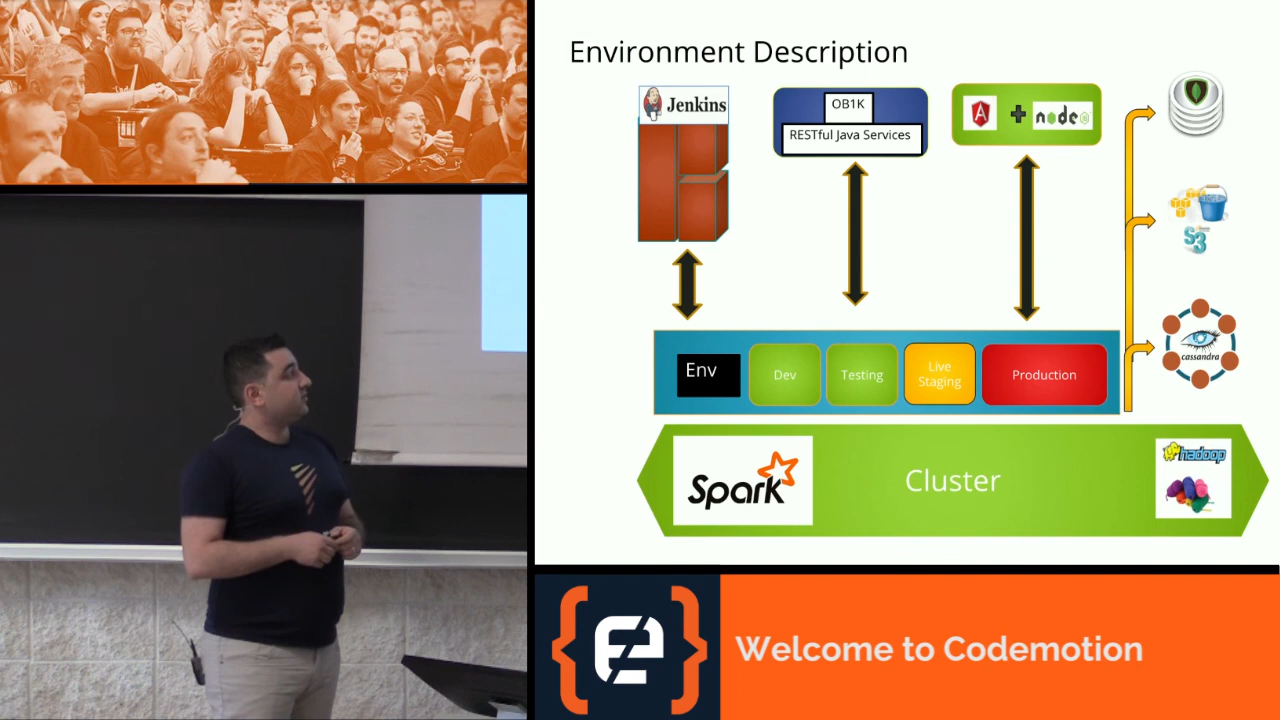 Environment Description
Jenkins
OB1K
RESTful Java Services
node
S3
cassandra
Env
Dev
Testing
Live
Staging
Production
Spark
Cluster
hadoop
Welcome to Codemotion